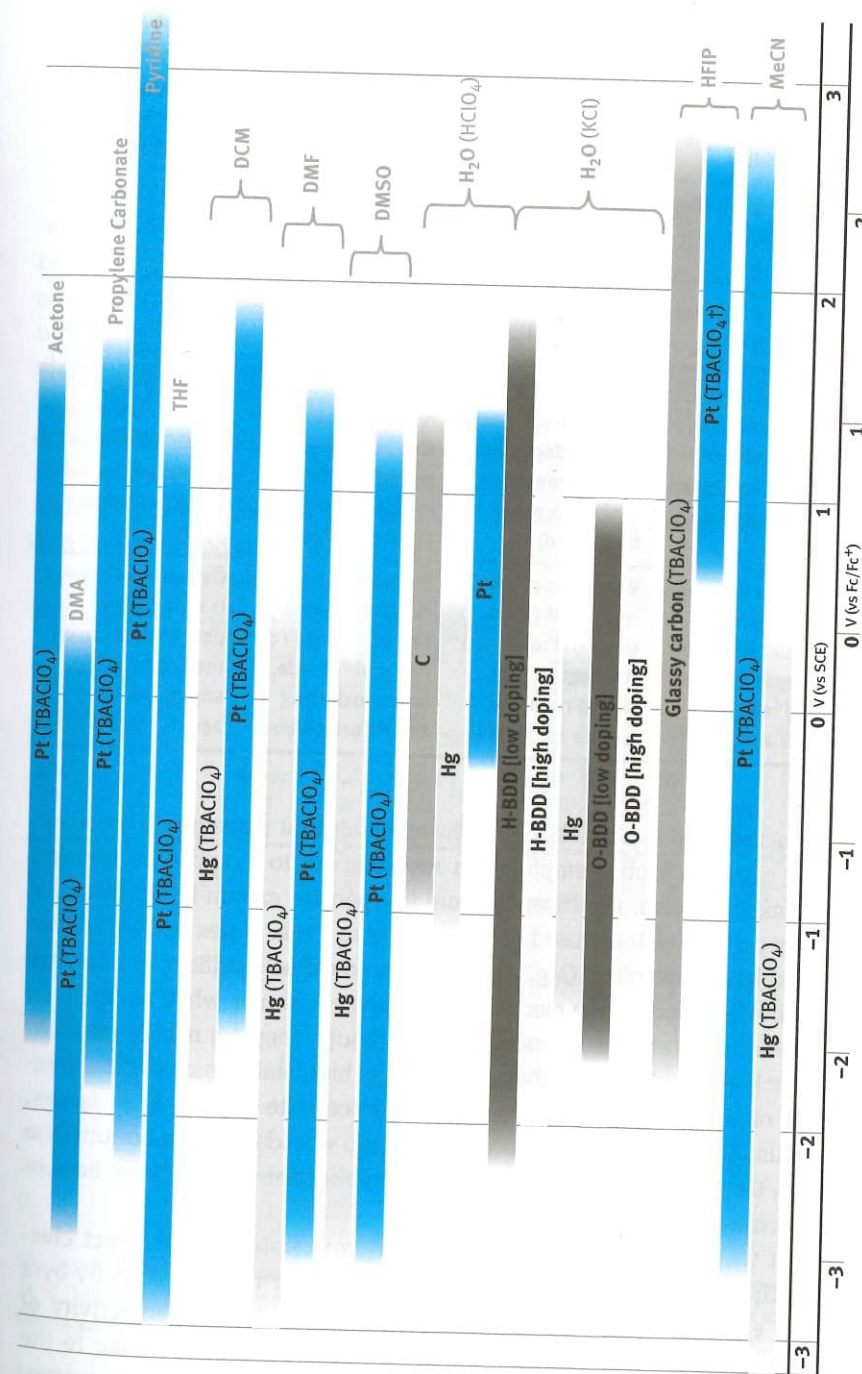 Acetone
Pt (TBAClO₄)
DMA
Pt (TBAClO₄)
Propylene Carbonate
Pt (TBAClO₄)
Pyridine
Pt (TBAClO₄)
THF
Pt (TBAClO₄)
DCM
Hg (TBAClO₄)
Pt (TBAClO₄)
DMF
Hg (TBAClO₄)
Pt (TBAClO₄)
DMSO
Hg (TBAClO₄)
Pt (TBAClO₄)
H₂O (HClO₄)
C
Hg
Pt
H-BDD [low doping]
H-BDD [high doping]
H₂O (KCl)
Hg
O-BDD [low doping]
O-BDD [high doping]
Glassy carbon (TBAClO₄)
HFIP
Pt (TBAClO₄†)
MeCN
Pt (TBAClO₄)
Hg (TBAClO₄)
−3 −2 −1 0 V (vs SCE) 1 2 3
−3 −2 −1 0 V (vs Fc/Fc⁺) 1 2